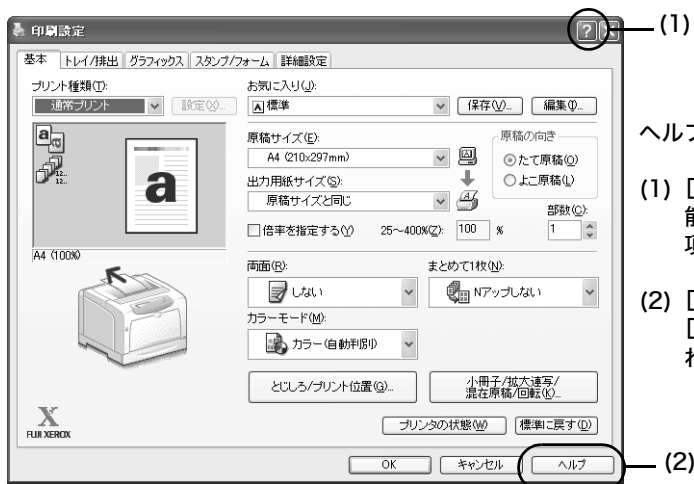 印刷設定
(1)
基本 トレイ/排出 グラフィックス スタンプ/フォーム 詳細設定
プリント種類(T):
通常プリント 設定(X)...
お気に入り(J):
標準 保存(V)... 編集(I)...
原稿サイズ(E):
A4 (210x297mm)
原稿の向き
たて原稿(O)
よこ原稿(L)
出力用紙サイズ(S):
原稿サイズと同じ
倍率を指定する(Y) 25~400%(Z): 100 %
部数(C):
1
A4 (100%)
両面(R):
しない
まとめて1枚(N):
Nアップしない
カラーモード(M):
カラー(自動判別)
とじしろ/プリント位置(G)...
小冊子/拡大連写/
混在原稿/回転(K)...
FUJI XEROX
プリンタの状態(W) 標準に戻す(D)
OK キャンセル ヘルプ
(2)
ヘルプ
(1) [
能
項
(2) [
[
れ